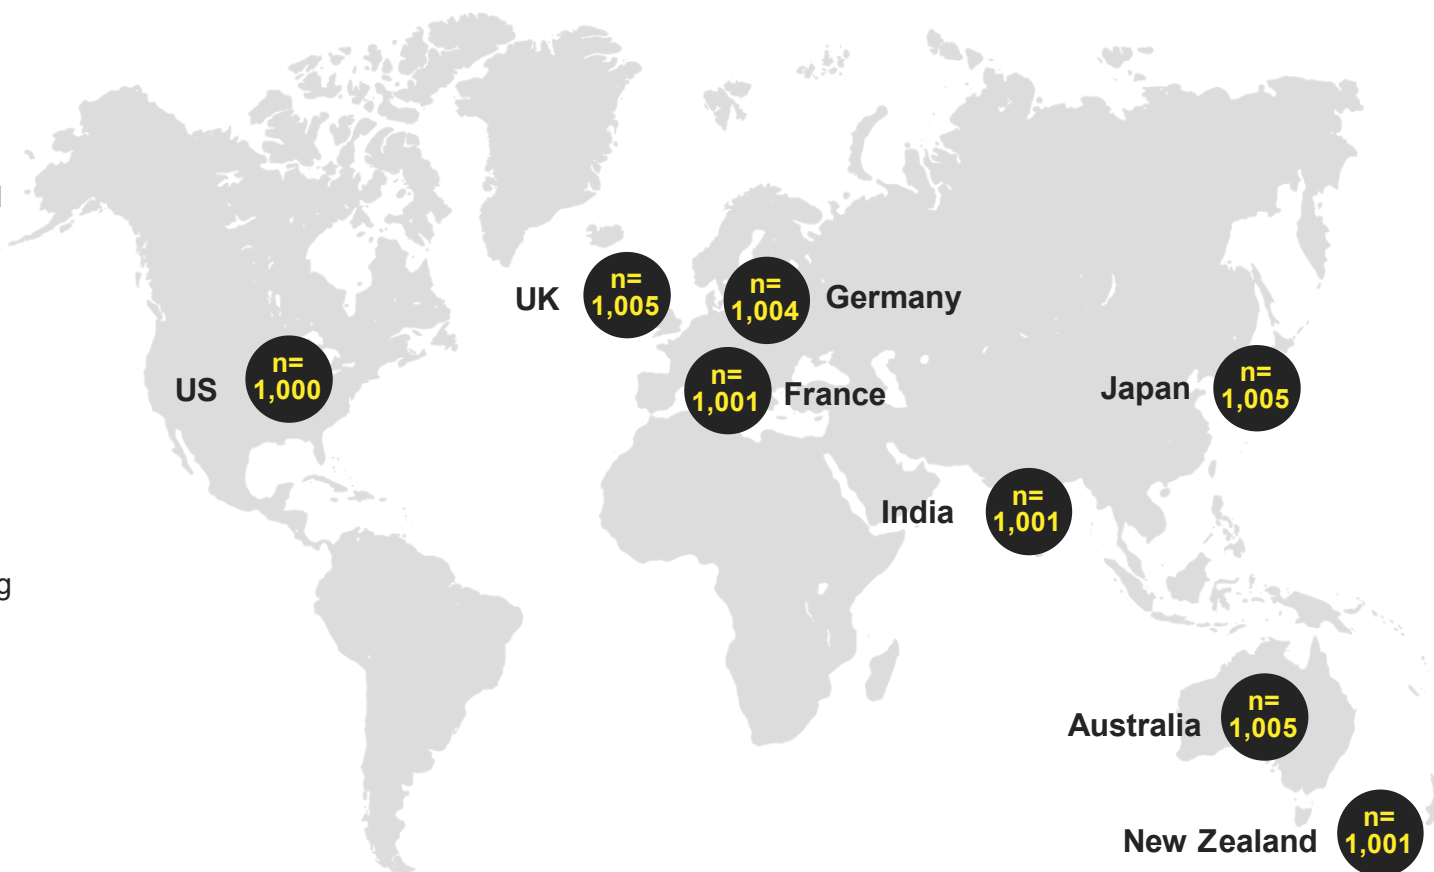 UK
n=
1,005
n=
1,004
Germany
US
n=
1,000
n=
1,001
France
Japan
n=
1,005
India
n=
1,001
g
Australia
n=
1,005
New Zealand
n=
1,001